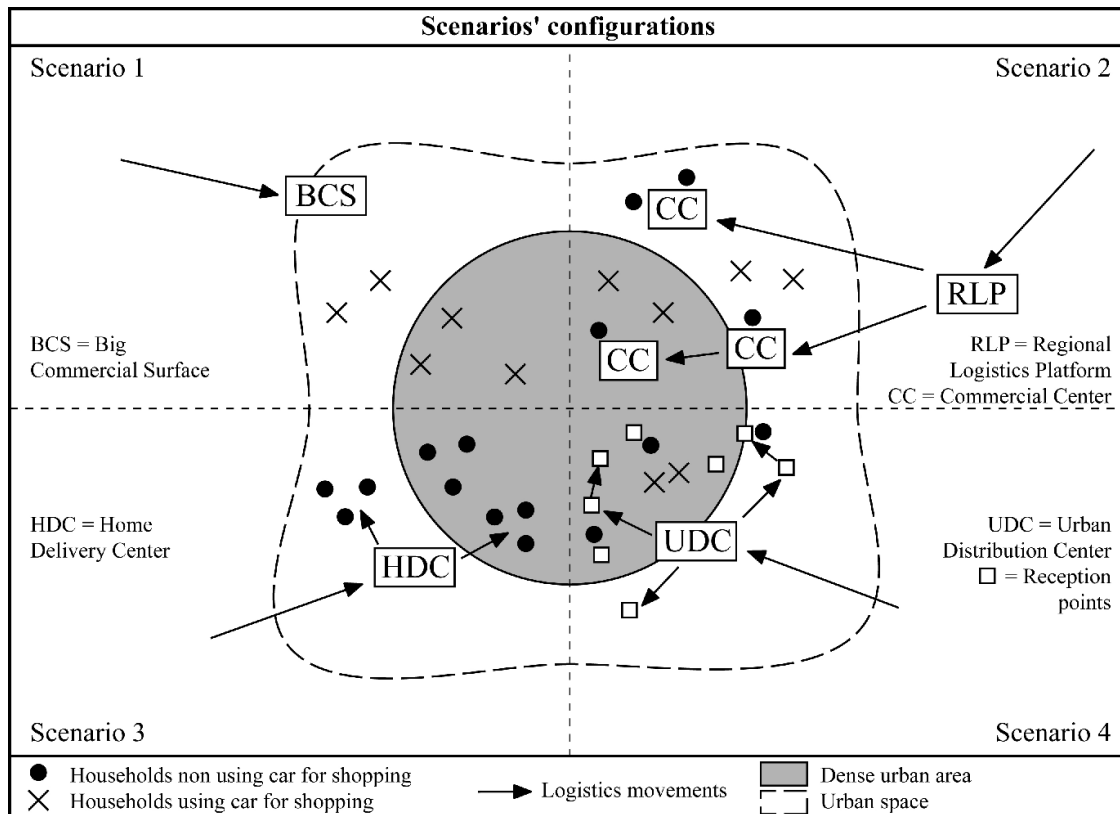 Scenarios' configurations
Scenario 1
Scenario 2
BCS
CC
RLP
CC
CC
BCS = Big
Commercial Surface
RLP = Regional
Logistics Platform
CC = Commercial Center
HDC = Home
Delivery Center
HDC
UDC
UDC = Urban
Distribution Center
= Reception
points
Scenario 3
Scenario 4
Households non using car for shopping
Households using car for shopping
Logistics movements
Dense urban area
Urban space